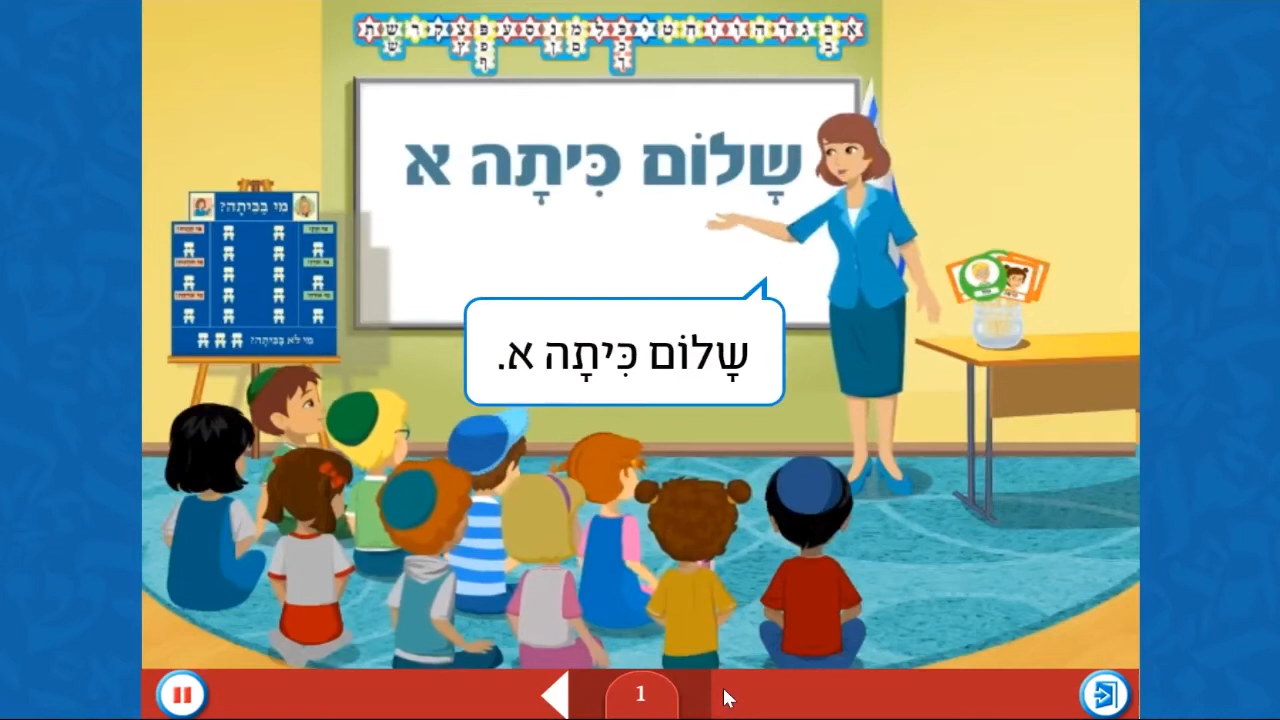 א בּ ג ד ה ו ז ח ט י כּ ל מ נ ס ע פּ צ ק ר שׁ ת
ב כ ם ן פ ץ שׂ
ך ף
שָׁלוֹם כִּיתָה א
מִי בַּכִּיתָה?
מִי לֹא בַּכִּיתָה?
שָׁלוֹם כִּיתָה א.
1